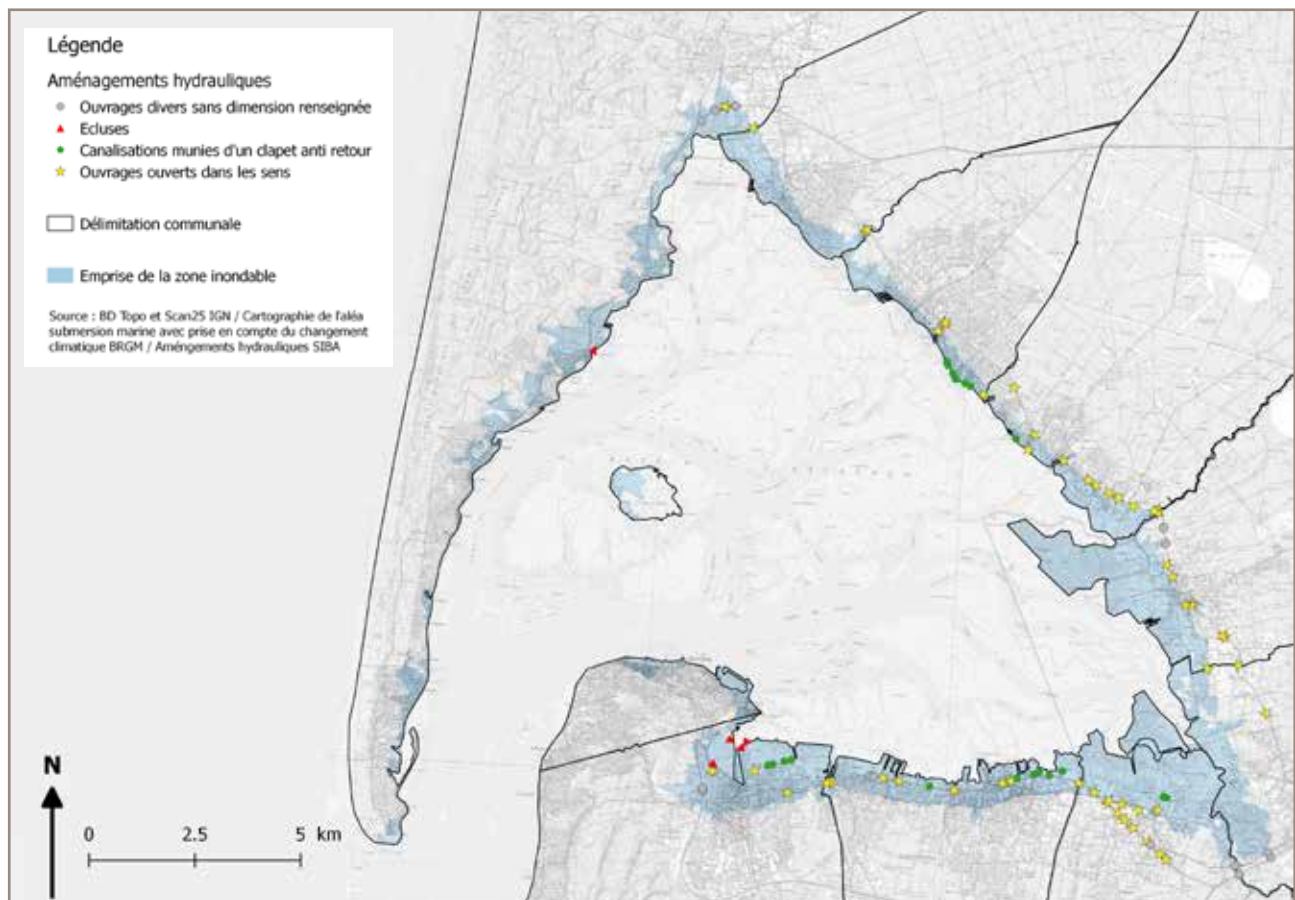 Légende
Aménagements hydrauliques
Ouvrages divers sans dimension renseignée
Ecluses
Canalisations munies d'un clapet anti retour
Ouvrages ouverts dans les sens
Délimitation communale
Emprise de la zone inondable
Source : BD Topo et Scan25 IGN / Cartographie de l'aléa
submersion marine avec prise en compte du changement
climatique BRGM / Améngements hydrauliques SIBA
N
0 2.5 5 km